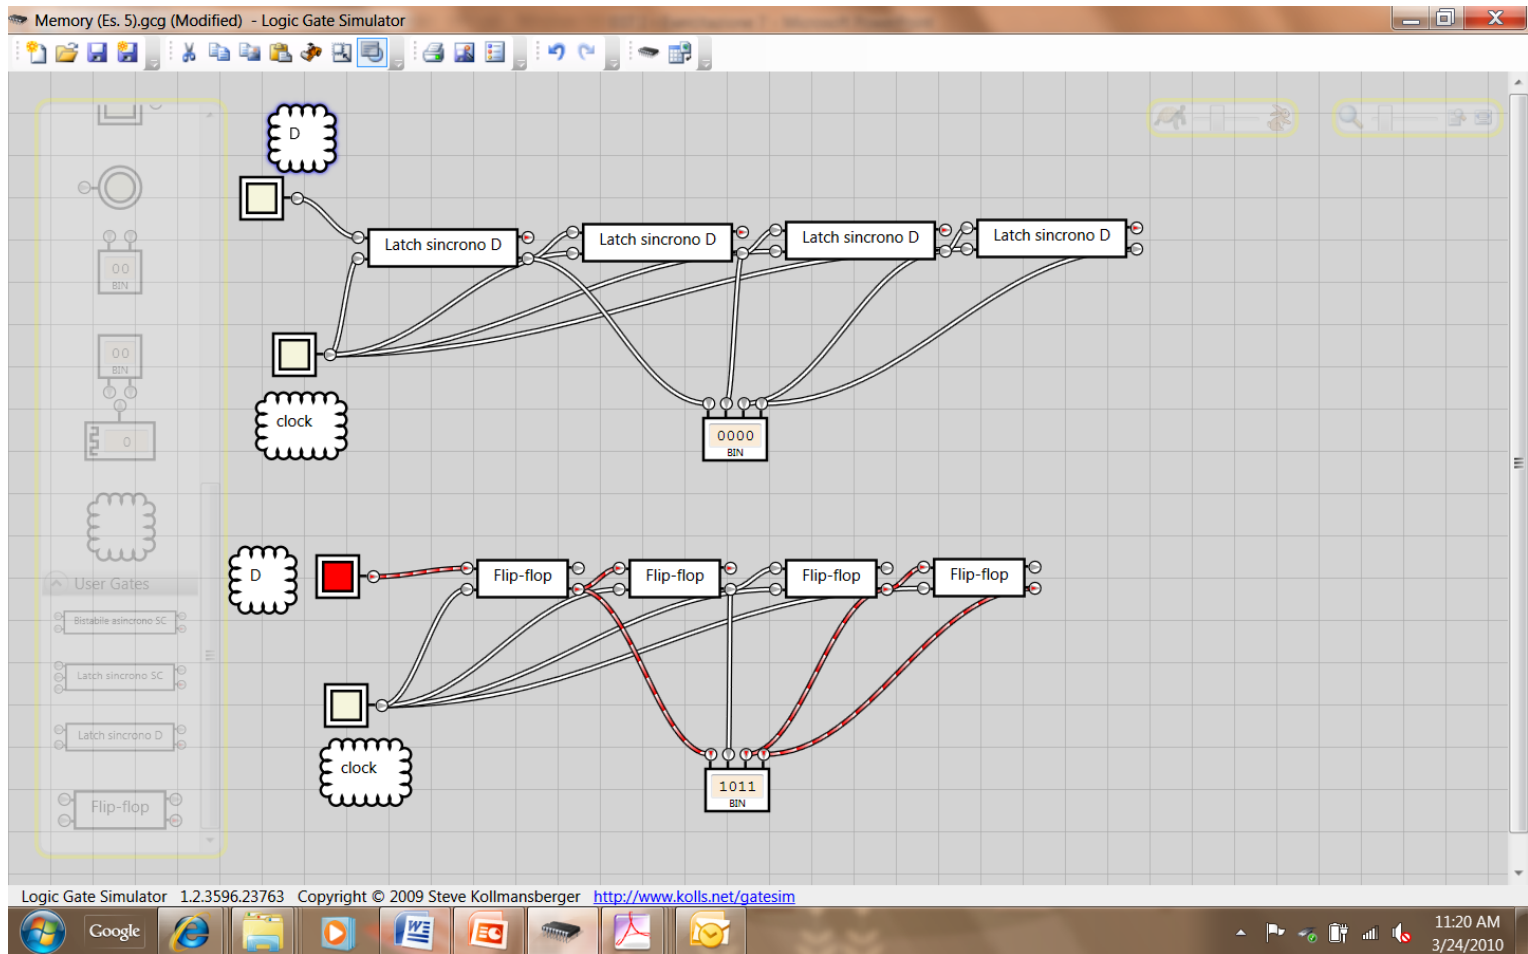 Memory (Es. 5).gcg (Modified) - Logic Gate Simulator
D
Latch sincrono D
Latch sincrono D
Latch sincrono D
Latch sincrono D
00
BIN
00
BIN
0
clock
0000
BIN
D
Flip-flop
Flip-flop
Flip-flop
Flip-flop
User Gates
Bistabile asincrono SC
Latch sincrono SC
Latch sincrono D
Flip-flop
clock
1011
BIN
Logic Gate Simulator 1.2.3596.23763 Copyright © 2009 Steve Kollmansberger http://www.kolls.net/gatesim
Google
11:20 AM
3/24/2010